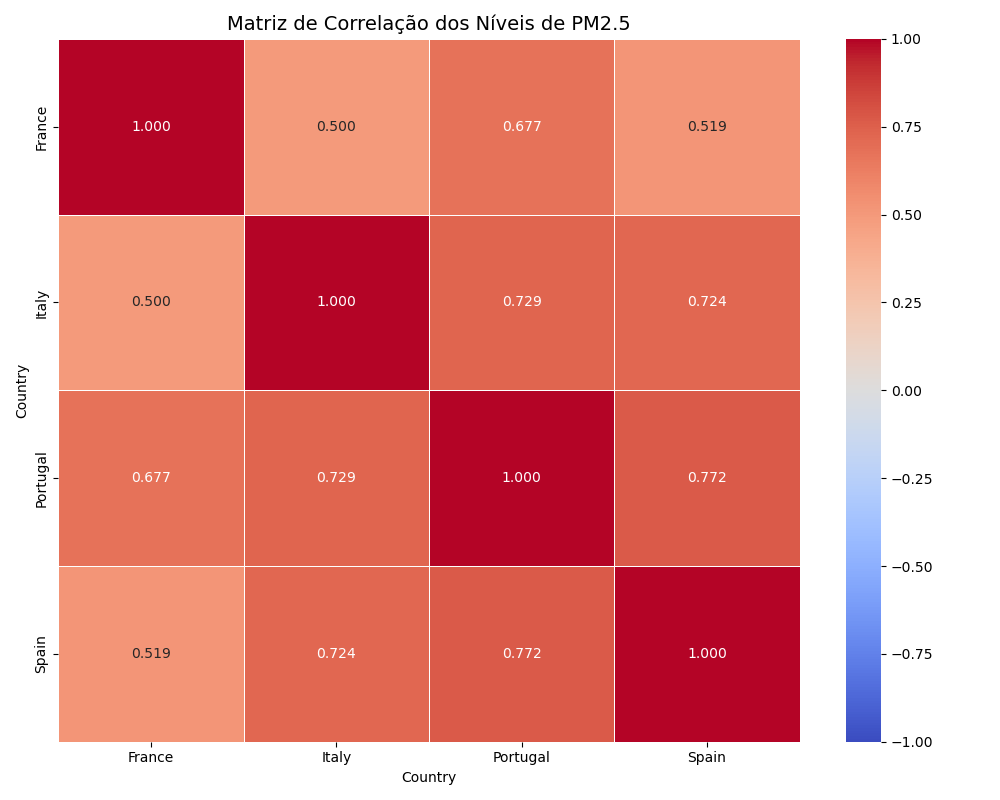 Matriz de Correlação dos Níveis de PM2.5
France 1.000 0.500 0.677 0.519
Italy 0.500 1.000 0.729 0.724
Portugal 0.677 0.729 1.000 0.772
Spain 0.519 0.724 0.772 1.000
Country
France Italy Portugal Spain
Country
1.00
0.75
0.50
0.25
0.00
−0.25
−0.50
−0.75
−1.00